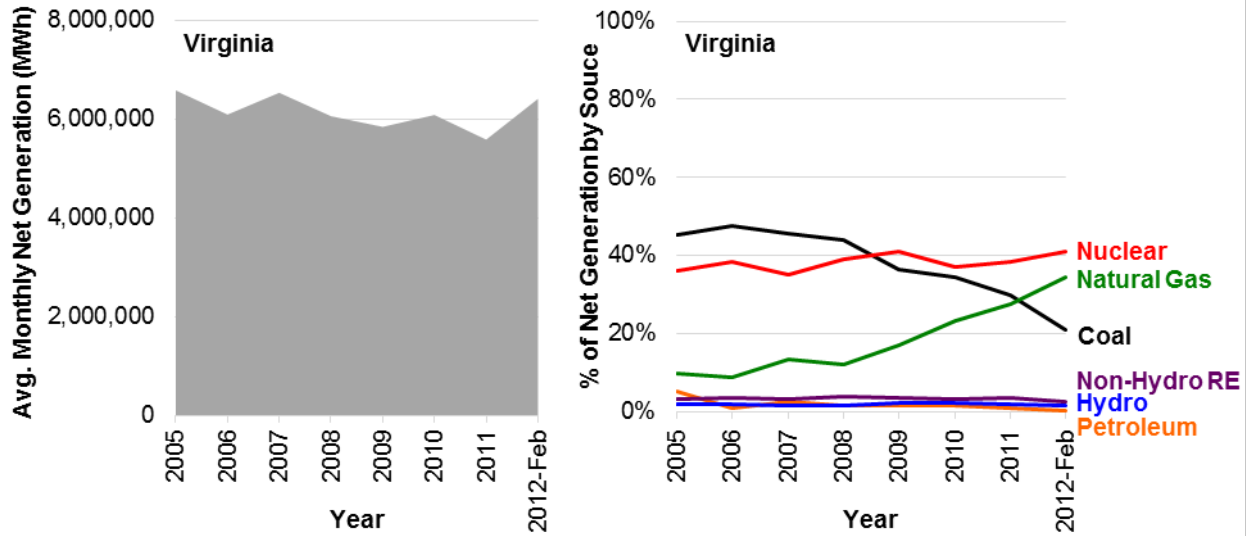 Avg. Monthly Net Generation (MWh)
8,000,000
6,000,000
4,000,000
2,000,000
0
Virginia
2005
2006
2007
2008
2009
2010
2011
2012-Feb
Year
% of Net Generation by Souce
100%
80%
60%
40%
20%
0%
Virginia
Nuclear
Natural Gas
Coal
Non-Hydro RE
Hydro
Petroleum
2005
2006
2007
2008
2009
2010
2011
2012-Feb
Year